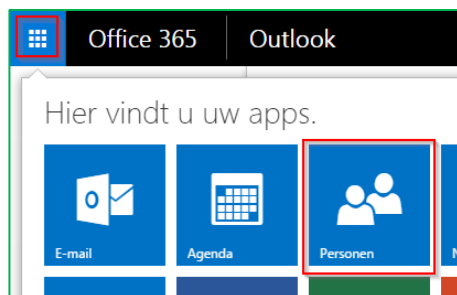 Office 365 Outlook
Hier vindt u uw apps.
E-mail Agenda Personen